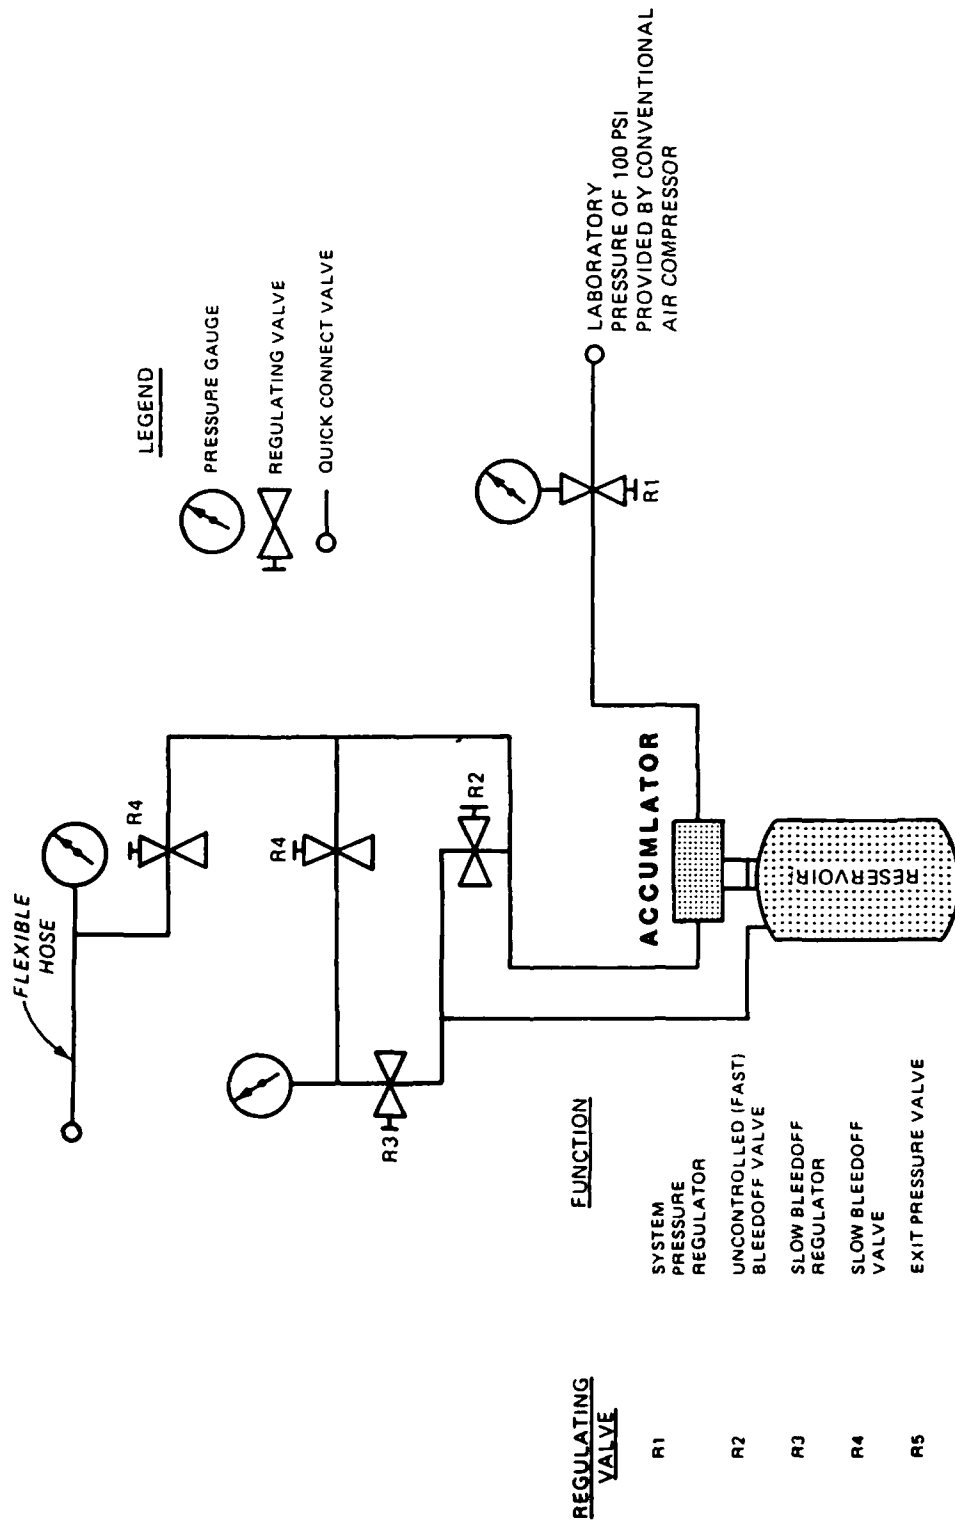 FLEXIBLE
HOSE
R4
R4
R3
R2
ACCUMLATOR
RESERVOIR
R1
LABORATORY
PRESSURE OF 100 PSI
PROVIDED BY CONVENTIONAL
AIR COMPRESSOR
LEGEND
PRESSURE GAUGE
REGULATING VALVE
QUICK CONNECT VALVE
REGULATING
VALVE
FUNCTION
R1
SYSTEM
PRESSURE
REGULATOR
R2
UNCONTROLLED (FAST)
BLEEDOFF VALVE
R3
SLOW BLEEDOFF
REGULATOR
R4
SLOW BLEEDOFF
VALVE
R5
EXIT PRESSURE VALVE